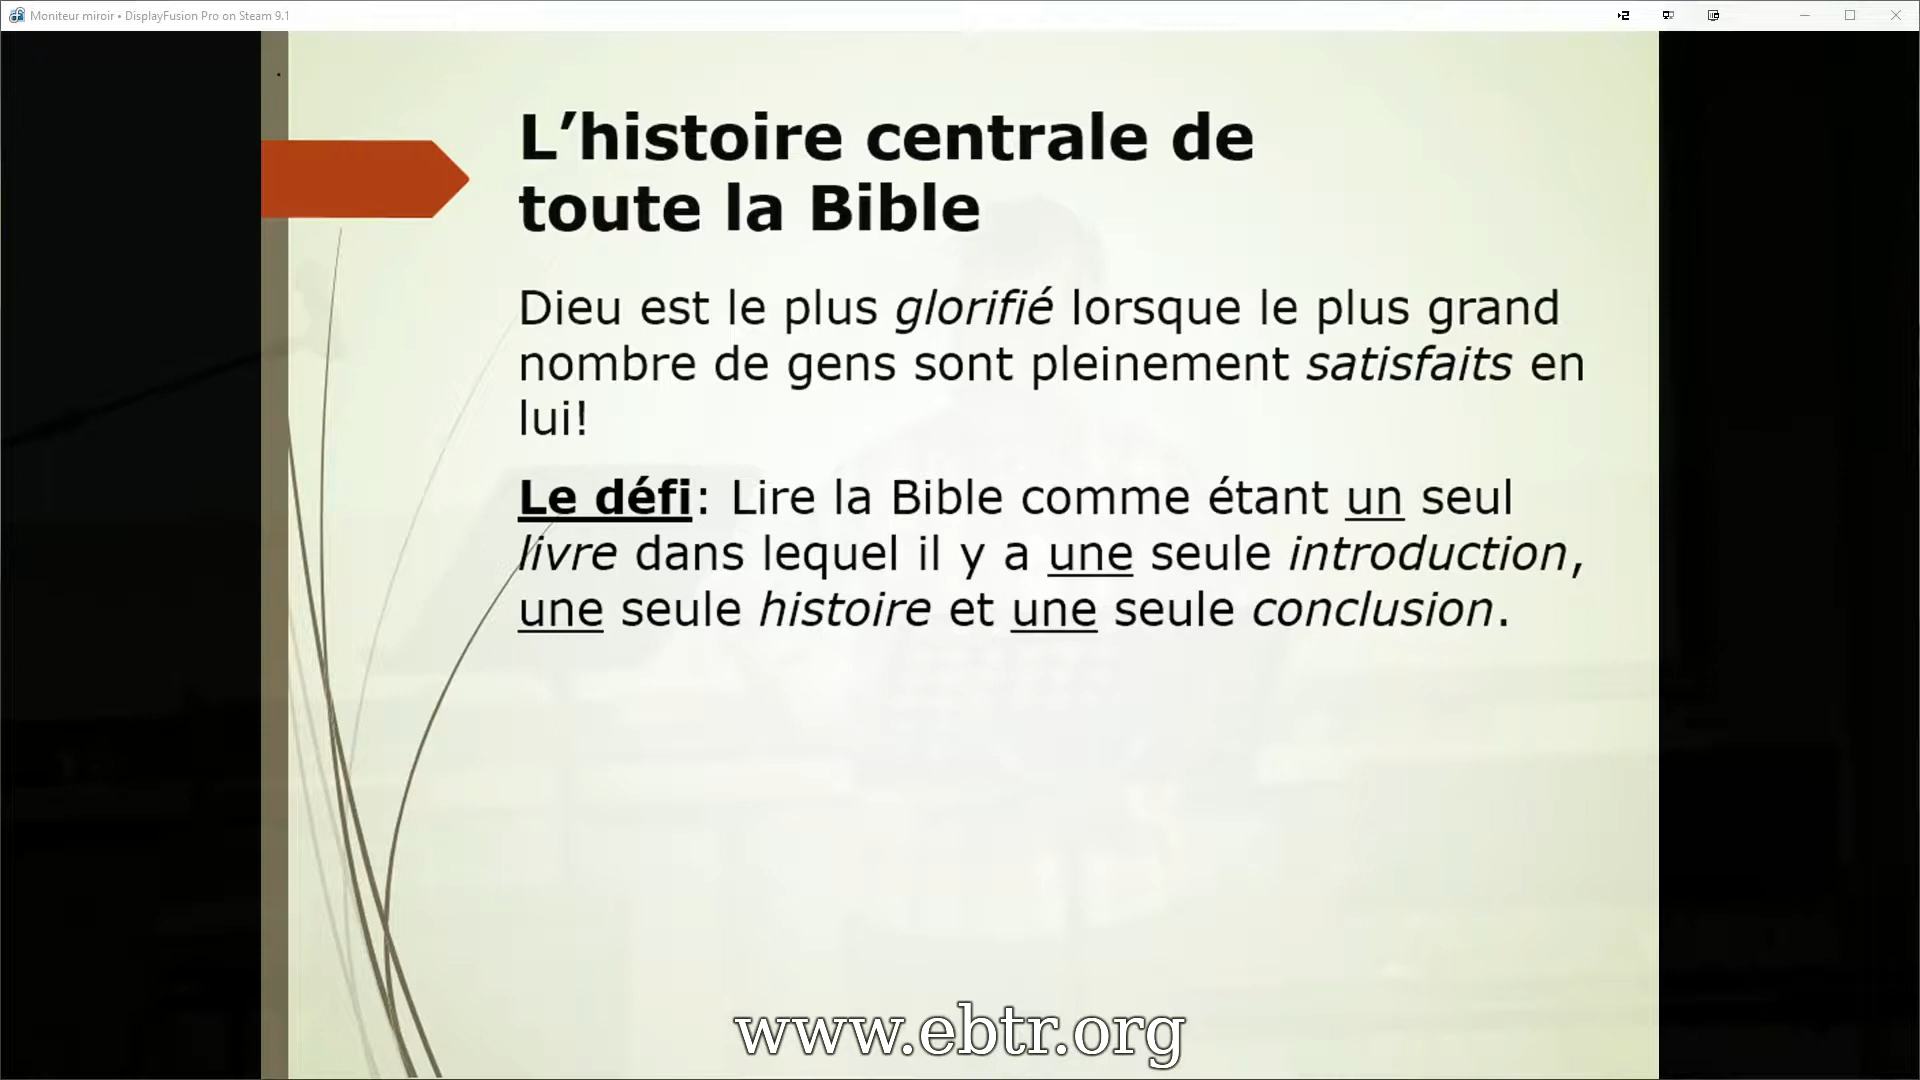 Moniteur miroir • DisplayFusion Pro on Steam 9.1
L’histoire centrale de
toute la Bible
Dieu est le plus glorifié lorsque le plus grand
nombre de gens sont pleinement satisfaits en
lui!
Le défi: Lire la Bible comme étant un seul
livre dans lequel il y a une seule introduction,
une seule histoire et une seule conclusion.
www.ebtr.org